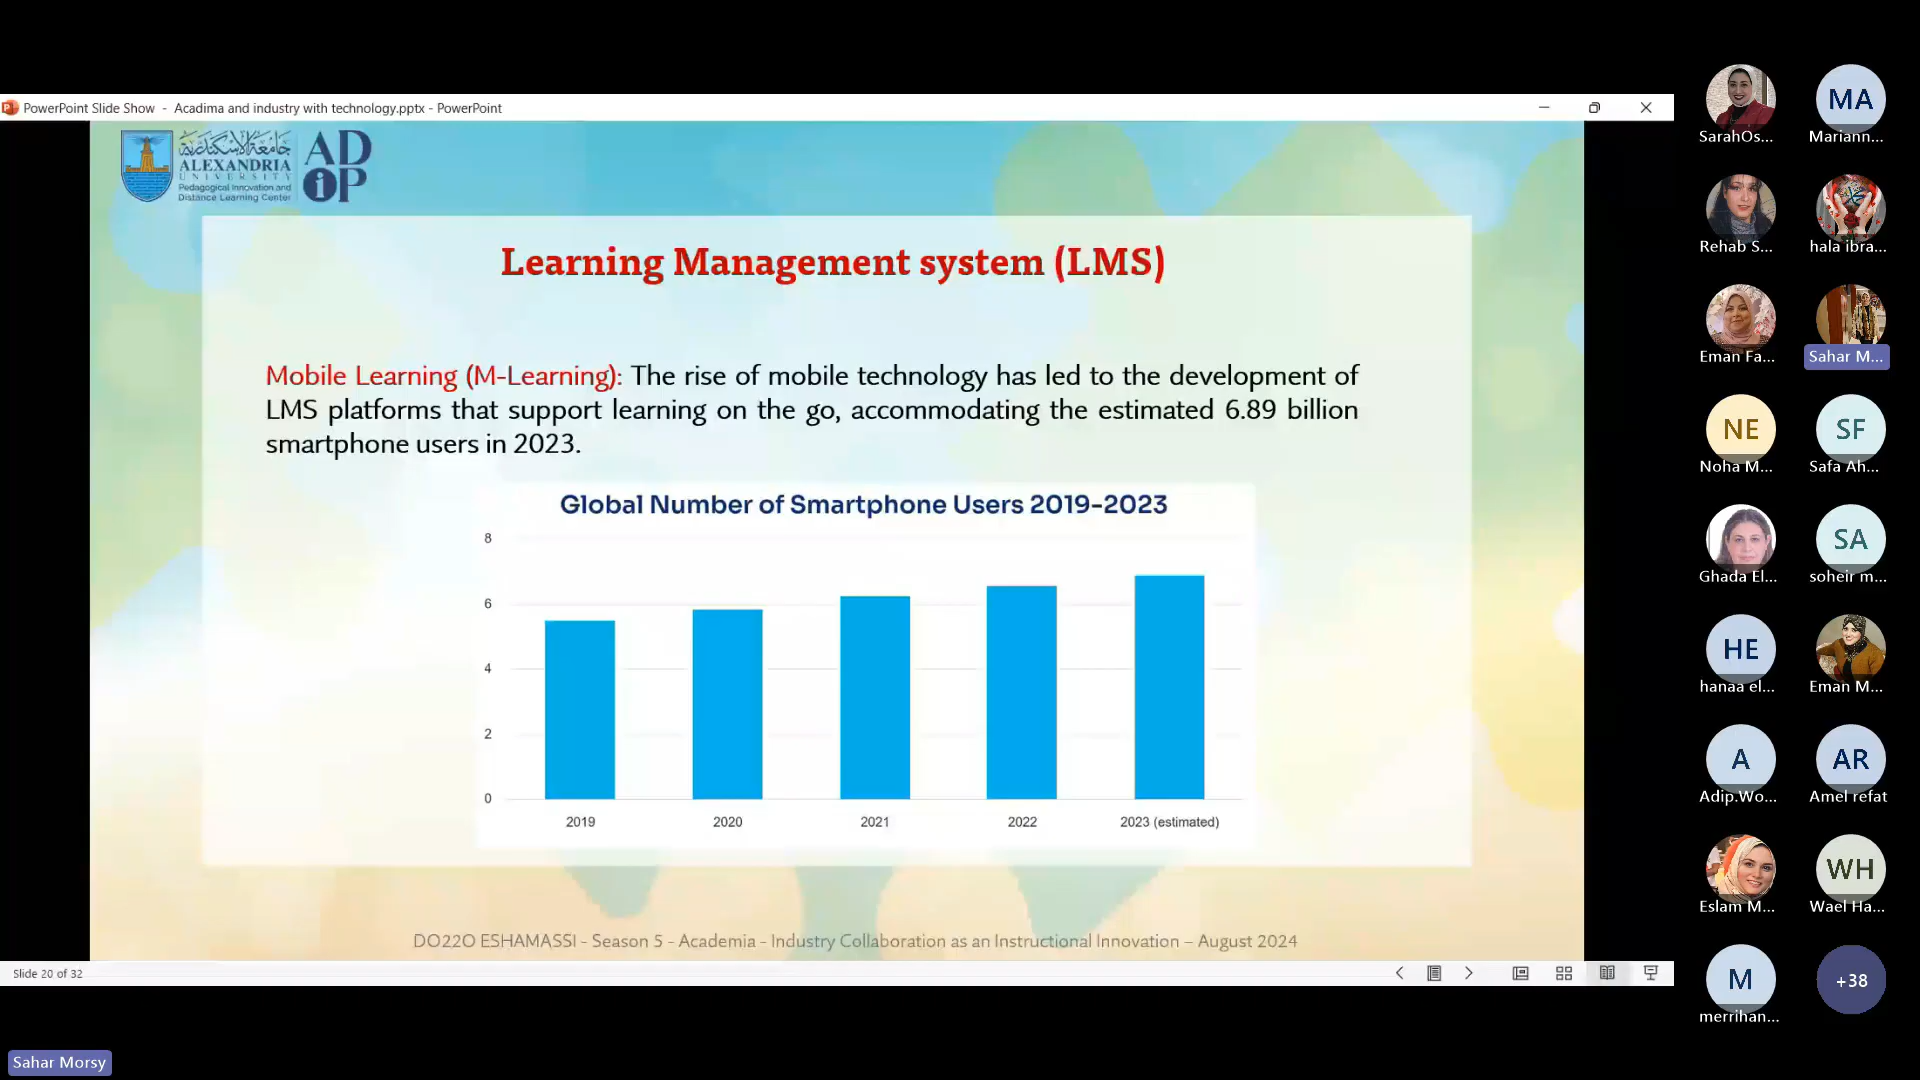 PowerPoint Slide Show - Acadima and industry with technology.pptx - PowerPoint
جامعة الإسكندرية
ALEXANDRIA
UNIVERSITY
Pedagogical Innovation and
Distance Learning Center
AD
iP
Learning Management system (LMS)
Mobile Learning (M-Learning): The rise of mobile technology has led to the development of
LMS platforms that support learning on the go, accommodating the estimated 6.89 billion
smartphone users in 2023.
Global Number of Smartphone Users 2019-2023
8
6
4
2
0
2019 2020 2021 2022 2023 (estimated)
DO22O ESHAMASSI - Season 5 - Academia - Industry Collaboration as an Instructional Innovation – August 2024
Slide 20 of 32
Sahar Morsy
MA
SarahOs... Mariann...
Rehab S... hala ibra...
Eman Fa... Sahar M...
NE SF
Noha M... Safa Ah...
SA
Ghada El... soheir m...
HE
hanaa el... Eman M...
A AR
Adip.Wo... Amel refat
WH
Eslam M... Wael Ha...
M +38
merrihan...